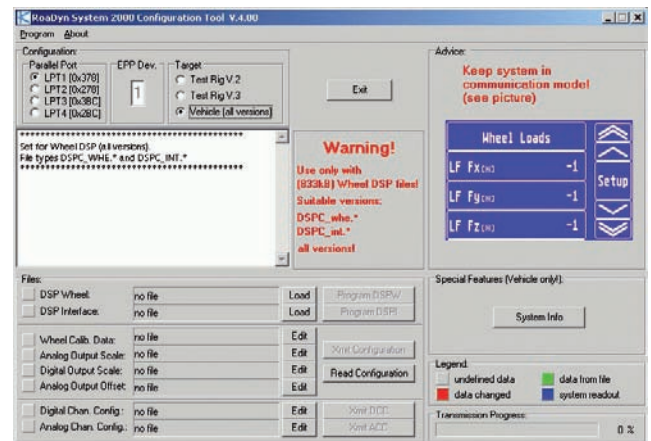 RoaDyn System 2000 Configuration Tool V.4.00
Program About
Configuration:
Parallel Port
LPT1 (0x378)
LPT2 (0x278)
LPT3 (0x3BC)
LPT4 (0x2BC)
EPP Dev.
1
Target
Test Rig V.2
Test Rig V.3
Vehicle (all versions)
Exit
Advice:
Keep system in
communication mode!
(see picture)
Wheel Loads
LF Fx[N] -1
LF Fy[N] -1
LF Fz[N] -1
Setup
******************************************
Set for Wheel DSP (all versions).
File types DSPC_WHE.* and DSPC_INT.*
******************************************
Warning!
Use only with
(833kB) Wheel DSP files!
Suitable versions:
DSPC_whe.*
DSPC_int.*
all versions!
Files:
DSP Wheel: no file Load Program DSPW
DSP Interface: no file Load Program DSPI
Wheel Calib. Data: no file Edit
Analog Output Scale: no file Edit Xmt Configuration
Digital Output Scale: no file Edit Read Configuration
Analog Output Offset: no file Edit
Digital Chan. Config.: no file Edit Xmt DCC
Analog Chan. Config.: no file Edit Xmt ACC
Special Features (Vehicle only!):
System Info
Legend:
undefined data data from file
data changed system readout
Transmission Progress:
0 %